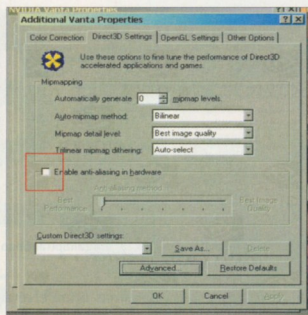 Additional Vanta Properties
Color Correction Direct3D Settings OpenGL Settings Other Options
Use these options to fine tune the performance of Direct3D
accelerated applications and games.
Mipmapping
Automatically generate 0 mipmap levels.
Auto-mipmap method: Bilinear
Mipmap detail level: Best image quality
Trilinear mipmap dithering: Auto-select
Enable anti-aliasing in hardware
Anti-aliasing method
Best Performance Best Image Quality
Custom Direct3D settings:
Save As... Delete
Advanced... Restore Defaults
OK Cancel Apply